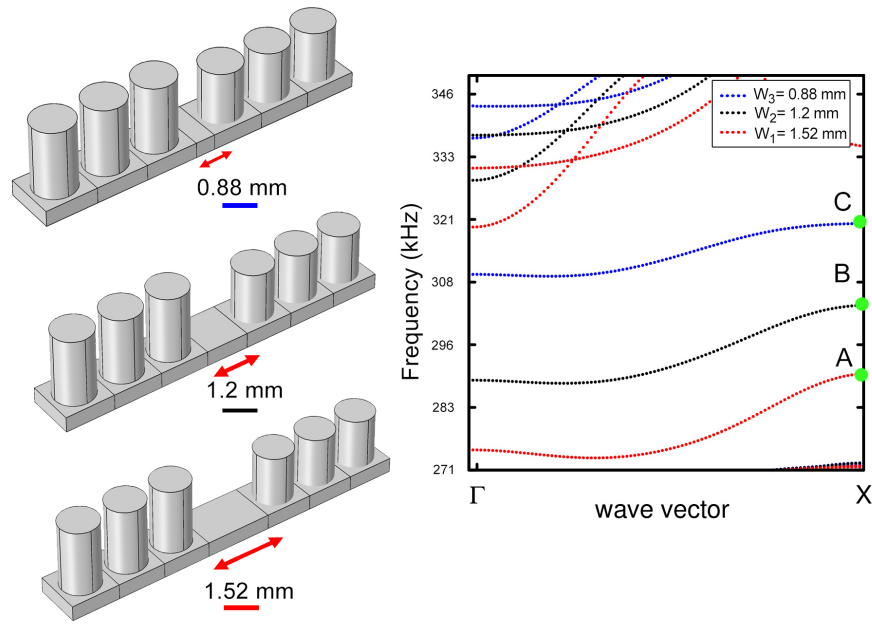 0.88 mm
1.2 mm
1.52 mm
Frequency (kHz)
346
333
321
308
296
283
271
W3= 0.88 mm
W2= 1.2 mm
W1= 1.52 mm
C
B
A
Γ
wave vector
X